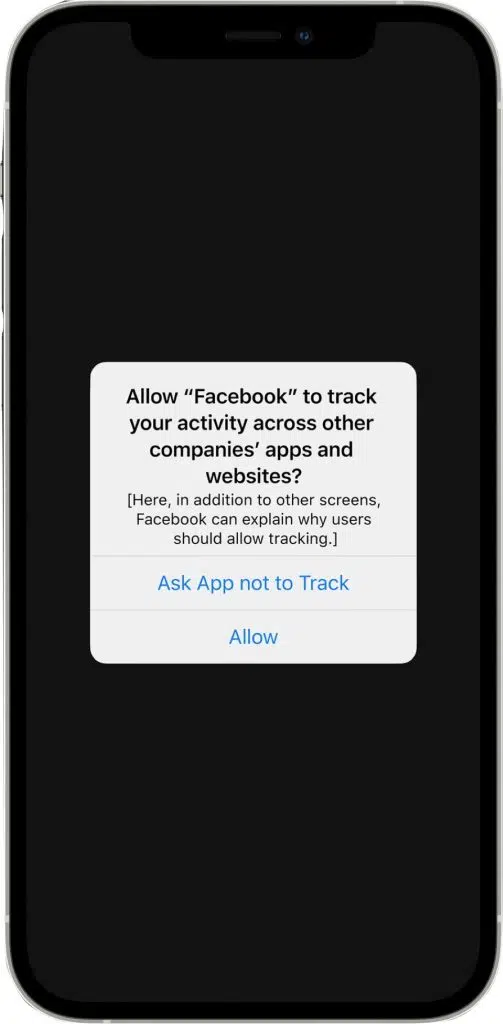 Allow “Facebook” to track
your activity across other
companies’ apps and
websites?
[Here, in addition to other screens,
Facebook can explain why users
should allow tracking.]
Ask App not to Track
Allow